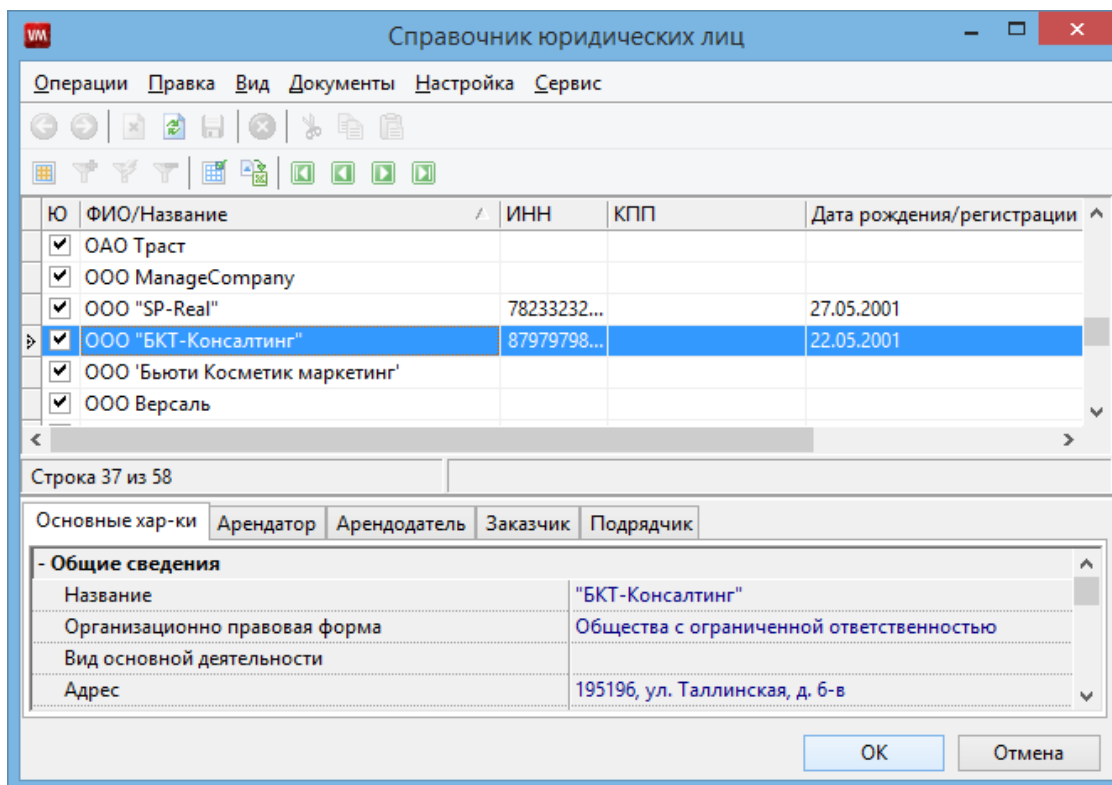 VM Справочник юридических лиц
Операции Правка Вид Документы Настройка Сервис
Ю ФИО/Название ИНН КПП Дата рождения/регистрации
ОАО Траст
ООО ManageCompany
ООО "SP-Real" 78233232... 27.05.2001
ООО "БКТ-Консалтинг" 87979798... 22.05.2001
ООО 'Бьюти Косметик маркетинг'
ООО Версаль
Строка 37 из 58
Основные хар-ки Арендатор Арендодатель Заказчик Подрядчик
- Общие сведения
Название "БКТ-Консалтинг"
Организационно правовая форма Общества с ограниченной ответственностью
Вид основной деятельности
Адрес 195196, ул. Таллинская, д. 6-в
ОК Отмена